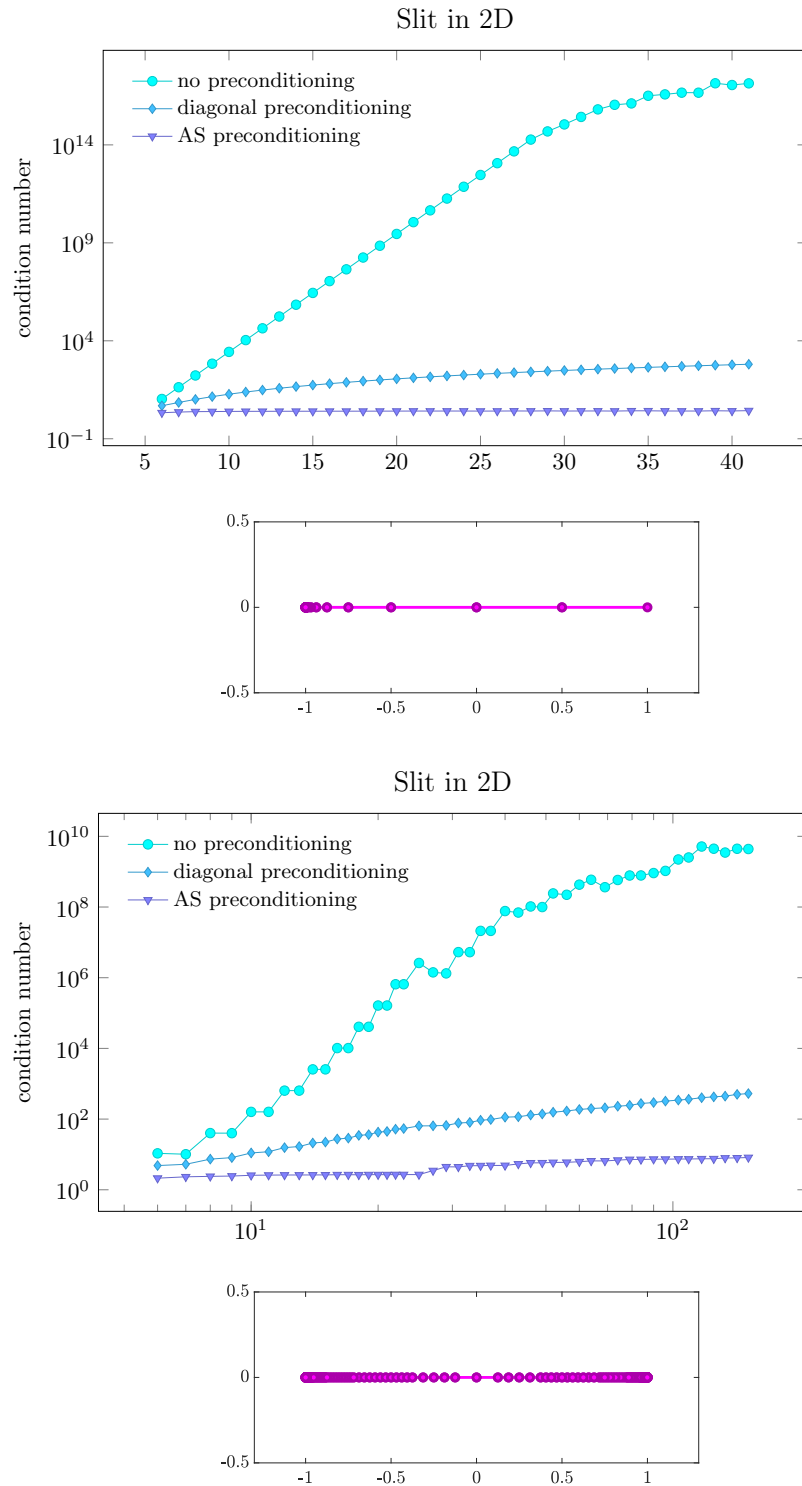 Slit in 2D
no preconditioning
diagonal preconditioning
AS preconditioning
condition number
10^14
10^9
10^4
10^−1
5 10 15 20 25 30 35 40
0.5
0
-0.5
-1 -0.5 0 0.5 1
Slit in 2D
no preconditioning
diagonal preconditioning
AS preconditioning
condition number
10^10
10^8
10^6
10^4
10^2
10^0
10^1 10^2
0.5
0
-0.5
-1 -0.5 0 0.5 1